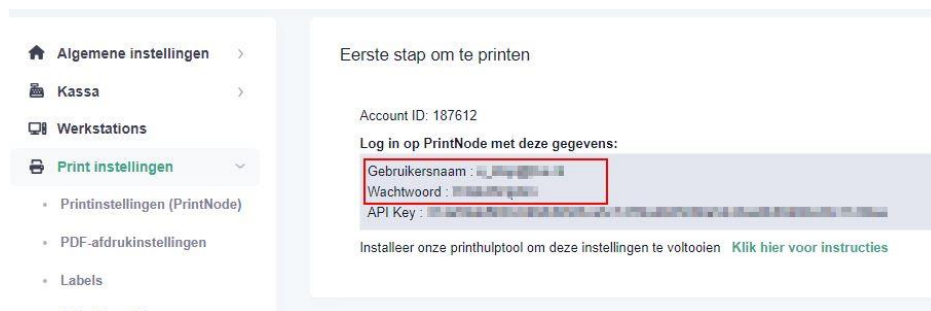 Algemene instellingen
Kassa
Werkstations
Print instellingen
Printinstellingen (PrintNode)
PDF-afdrukinstellingen
Labels
Eerste stap om te printen
Account ID: 187612
Log in op PrintNode met deze gegevens:
Gebruikersnaam :
Wachtwoord :
API Key :
Installeer onze printhulptool om deze instellingen te voltooien Klik hier voor instructies